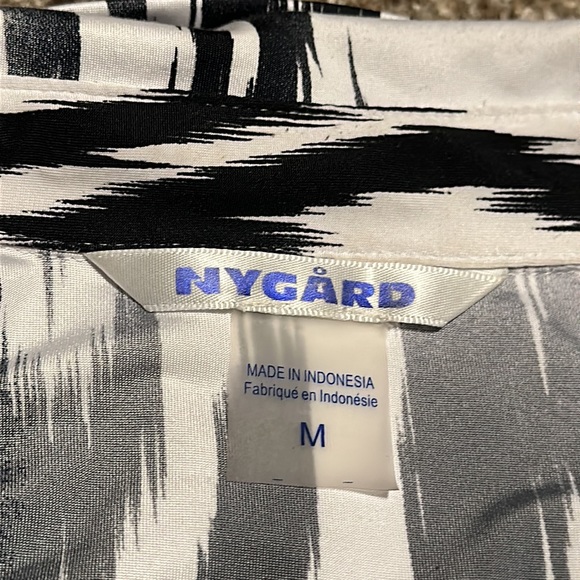 NYGÅRD
MADE IN INDONESIA
Fabriqué en Indonésie
M